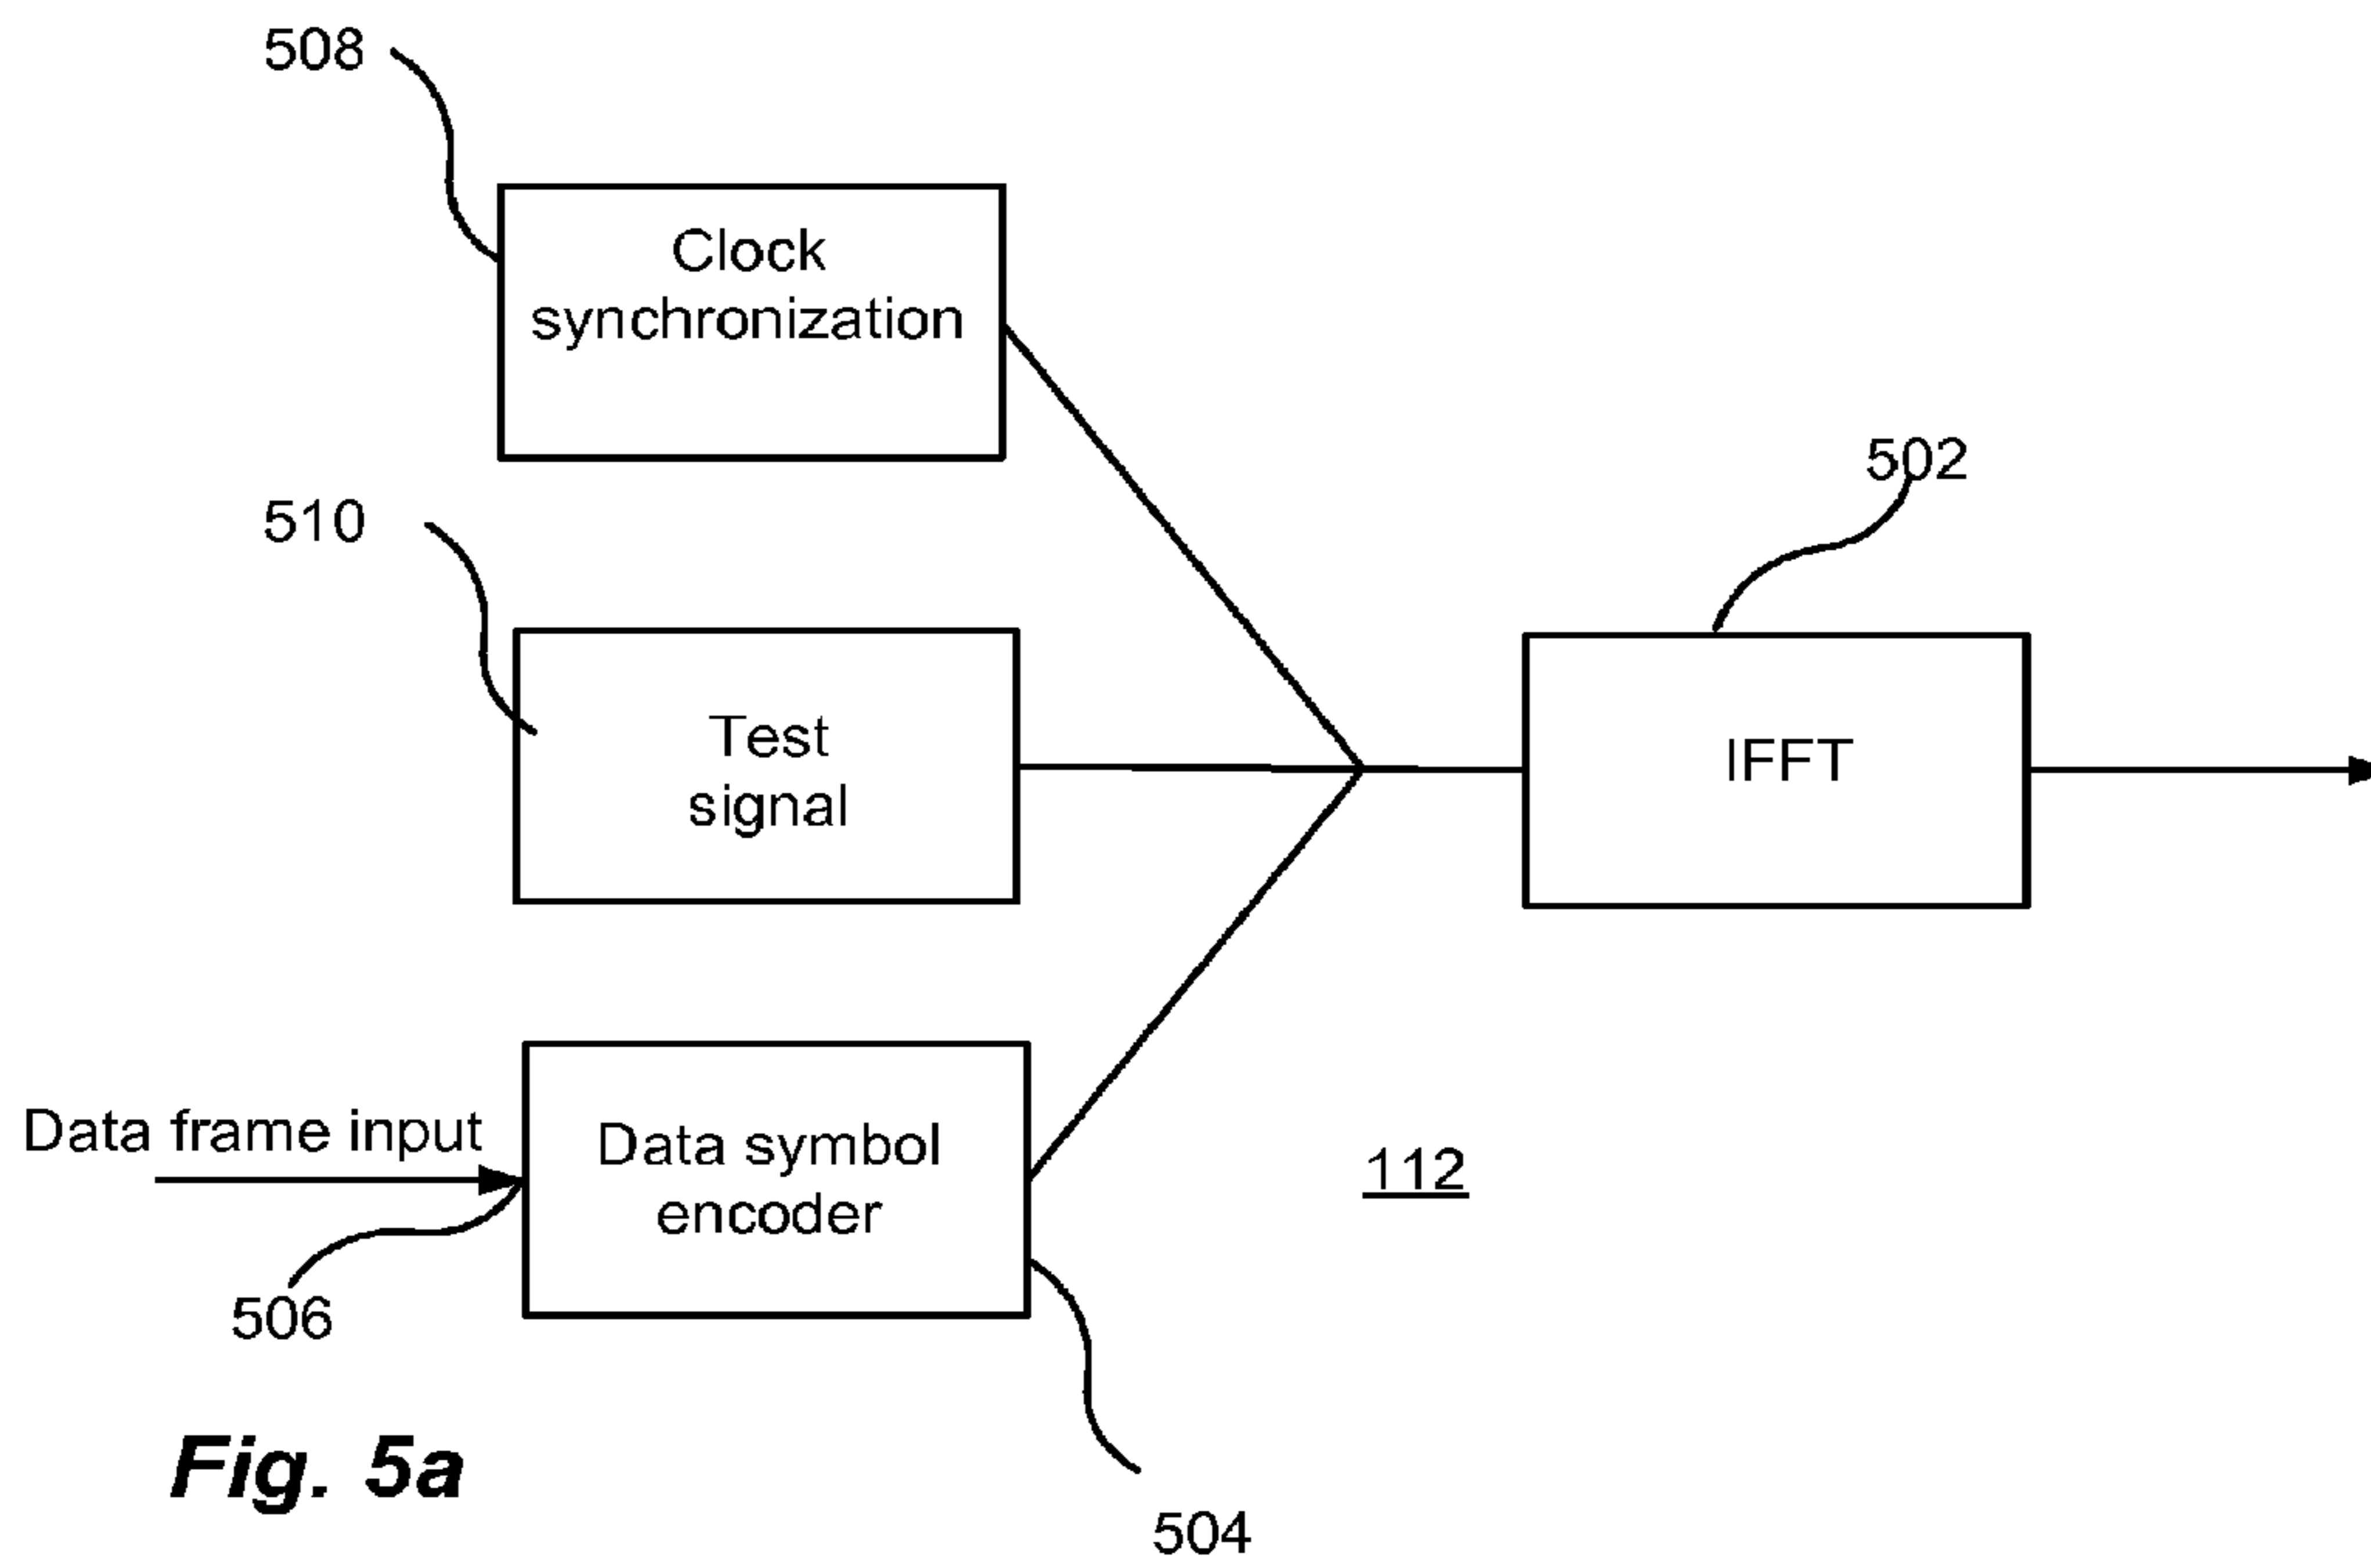 508
Clock
synchronization
502
510
Test
signal
IFFT
Data frame input
Data symbol
encoder
112
506
Fig. 5a
504